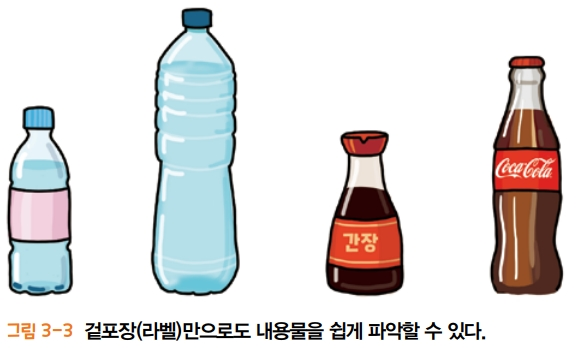 간장
Coca-Cola
그림 3-3 겉포장(라벨)만으로도 내용물을 쉽게 파악할 수 있다.